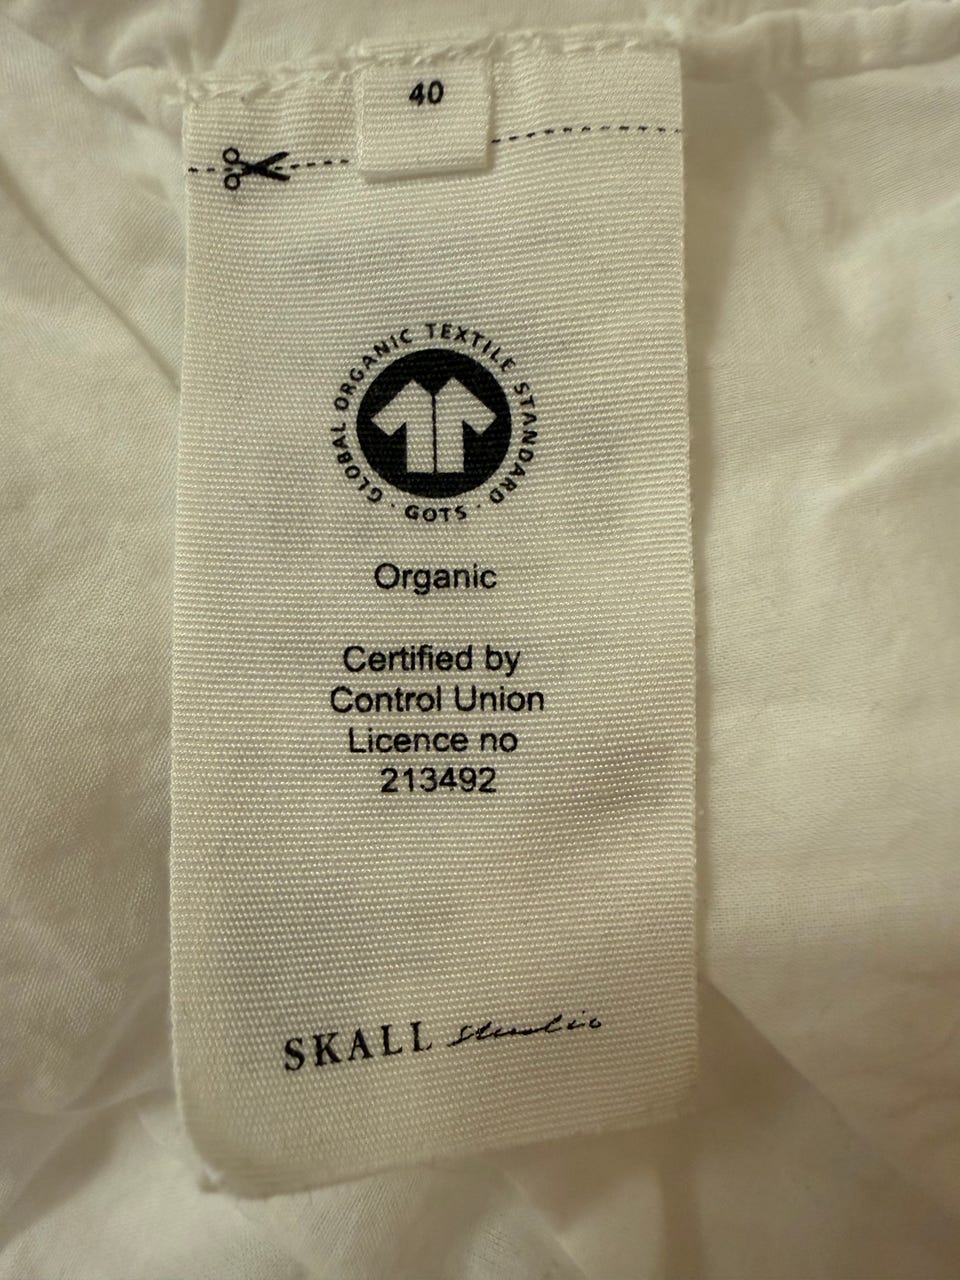 40
GLOBAL ORGANIC TEXTILE STANDARD · GOTS ·
Organic
Certified by
Control Union
Licence no
213492
SKALL studio